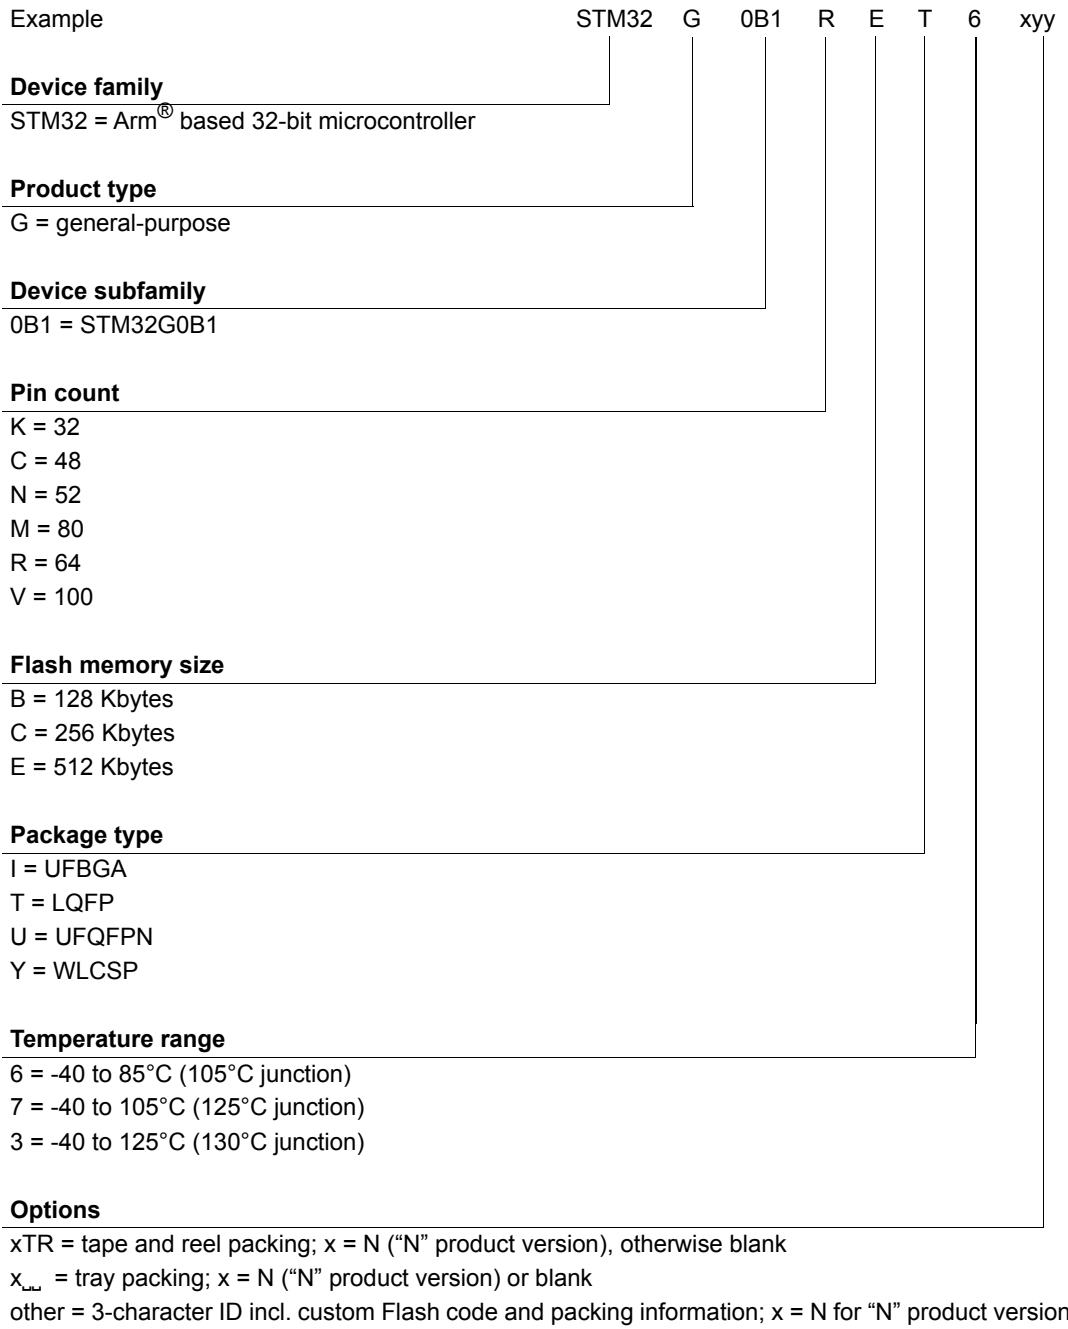 Example STM32 G 0B1 R E T 6 xyy
Device family
STM32 = Arm® based 32-bit microcontroller
Product type
G = general-purpose
Device subfamily
0B1 = STM32G0B1
Pin count
K = 32
C = 48
N = 52
M = 80
R = 64
V = 100
Flash memory size
B = 128 Kbytes
C = 256 Kbytes
E = 512 Kbytes
Package type
I = UFBGA
T = LQFP
U = UFQFPN
Y = WLCSP
Temperature range
6 = -40 to 85°C (105°C junction)
7 = -40 to 105°C (125°C junction)
3 = -40 to 125°C (130°C junction)
Options
xTR = tape and reel packing; x = N (“N” product version), otherwise blank
x␣␣ = tray packing; x = N (“N” product version) or blank
other = 3-character ID incl. custom Flash code and packing information; x = N for “N” product version